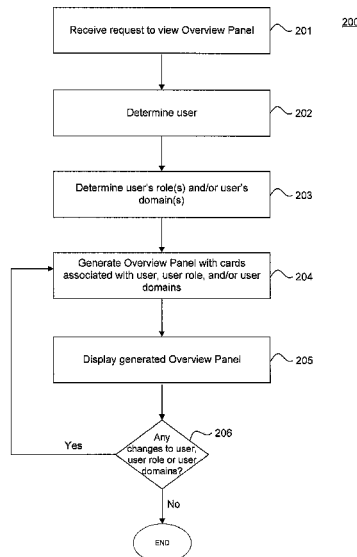 200
Receive request to view Overview Panel
201
Determine user
202
Determine user's role(s) and/or user's
domain(s)
203
Generate Overview Panel with cards
associated with user, user role, and/or user
domains
204
Display generated Overview Panel
205
Any
changes to user,
user role or user
domains?
206
Yes
No
END